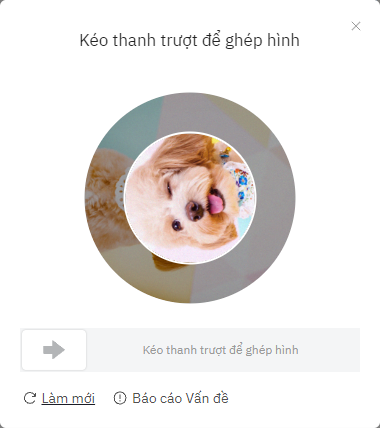 Kéo thanh trượt để ghép hình
Kéo thanh trượt để ghép hình
Làm mới
Báo cáo Vấn đề